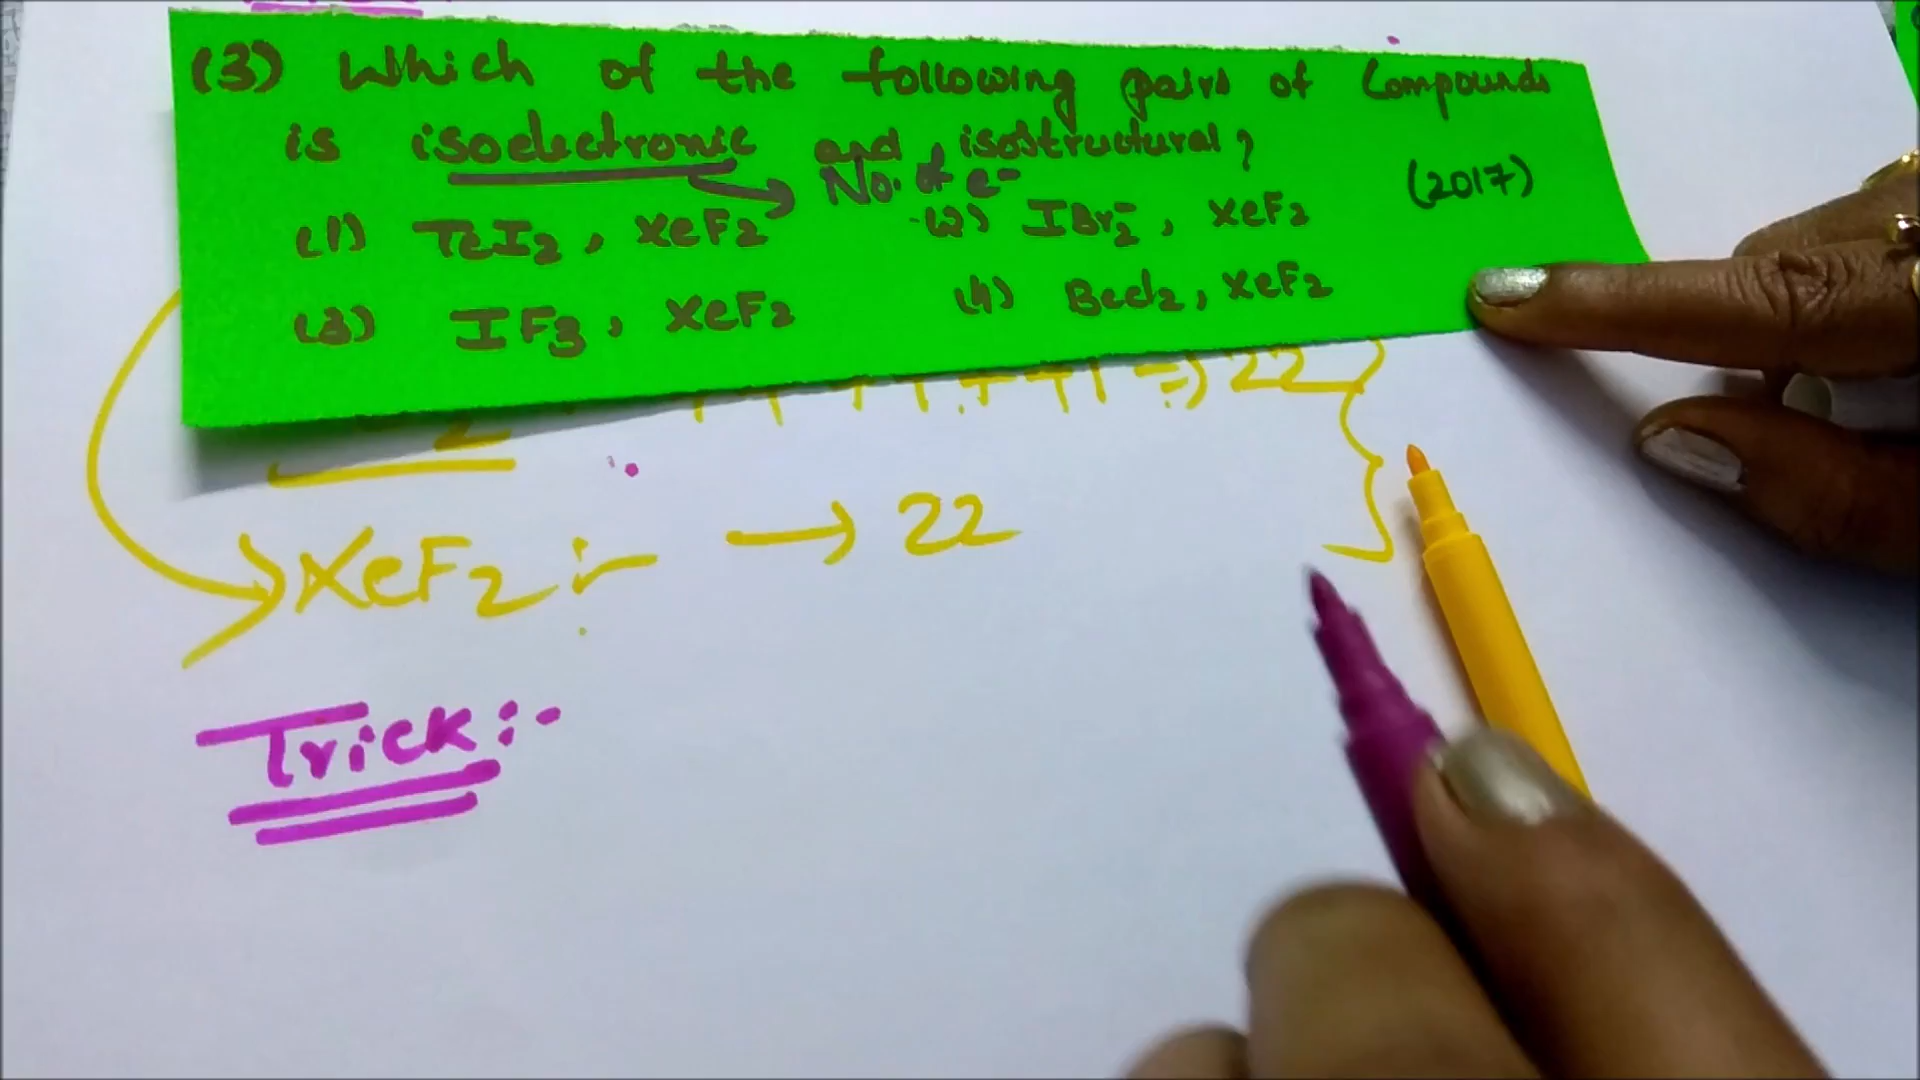 (3) Which of the following pairs of Compounds
is isoelectronic and isostructural?
No. of e-
(2017)
(1) TeI2, XeF2 (2) IBr2-, XeF2
(3) IF3, XeF2 (4) BeCl2, XeF2
22
XeF2 :- → 22
Trick:-